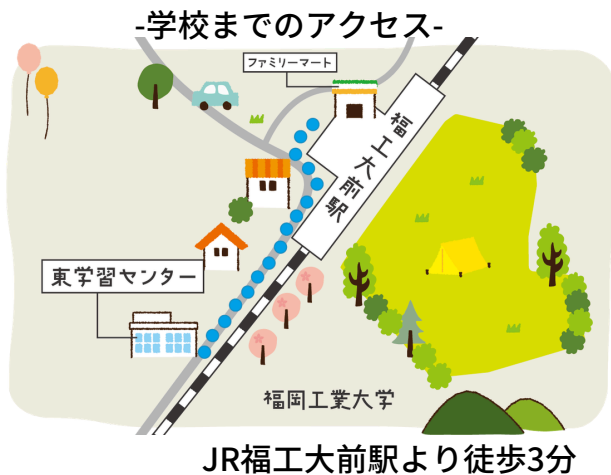 -学校までのアクセス-
ファミリーマート
福工大前駅
東学習センター
福岡工業大学
JR福工大前駅より徒歩3分